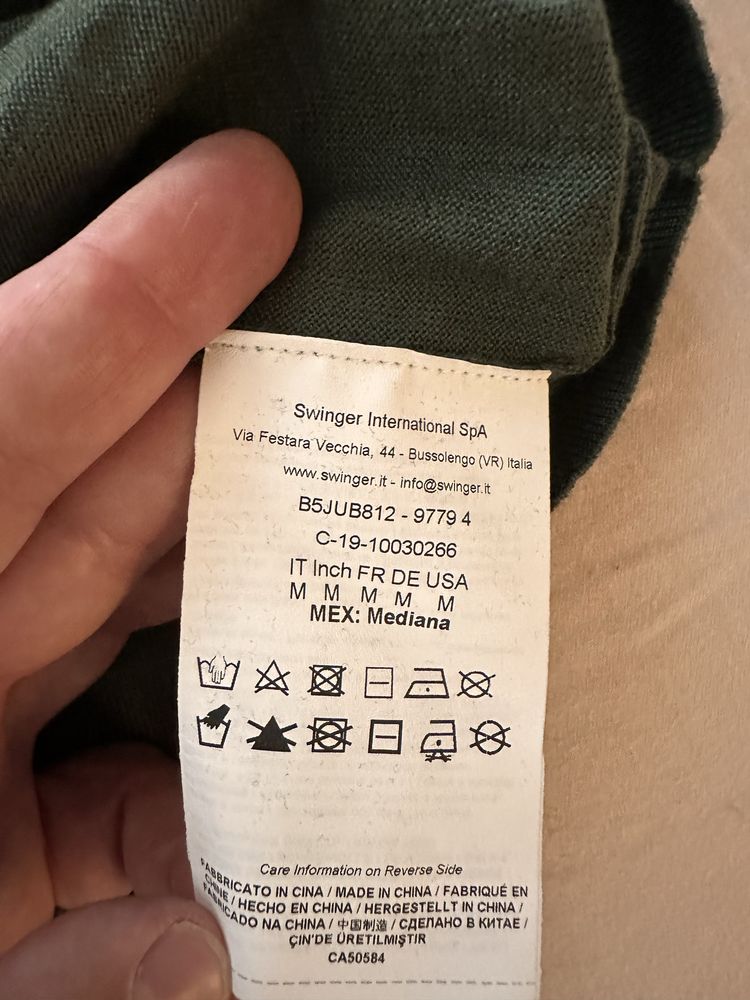 Swinger International SpA
Via Festara Vecchia, 44 - Bussolengo (VR) Italia
www.swinger.it - info@swinger.it
B5JUB812 - 9779 4
C-19-10030266
IT Inch FR DE USA
M M M M M
MEX: Mediana
Care Information on Reverse Side
FABBRICATO IN CINA / MADE IN CHINA / FABRIQUÉ EN
CHINE / HECHO EN CHINA / HERGESTELLT IN CHINA /
FABRICADO NA CHINA / 中国制造 / СДЕЛАНО В КИТАЕ /
ÇIN'DE ÜRETILMIŞTIR
CA50584